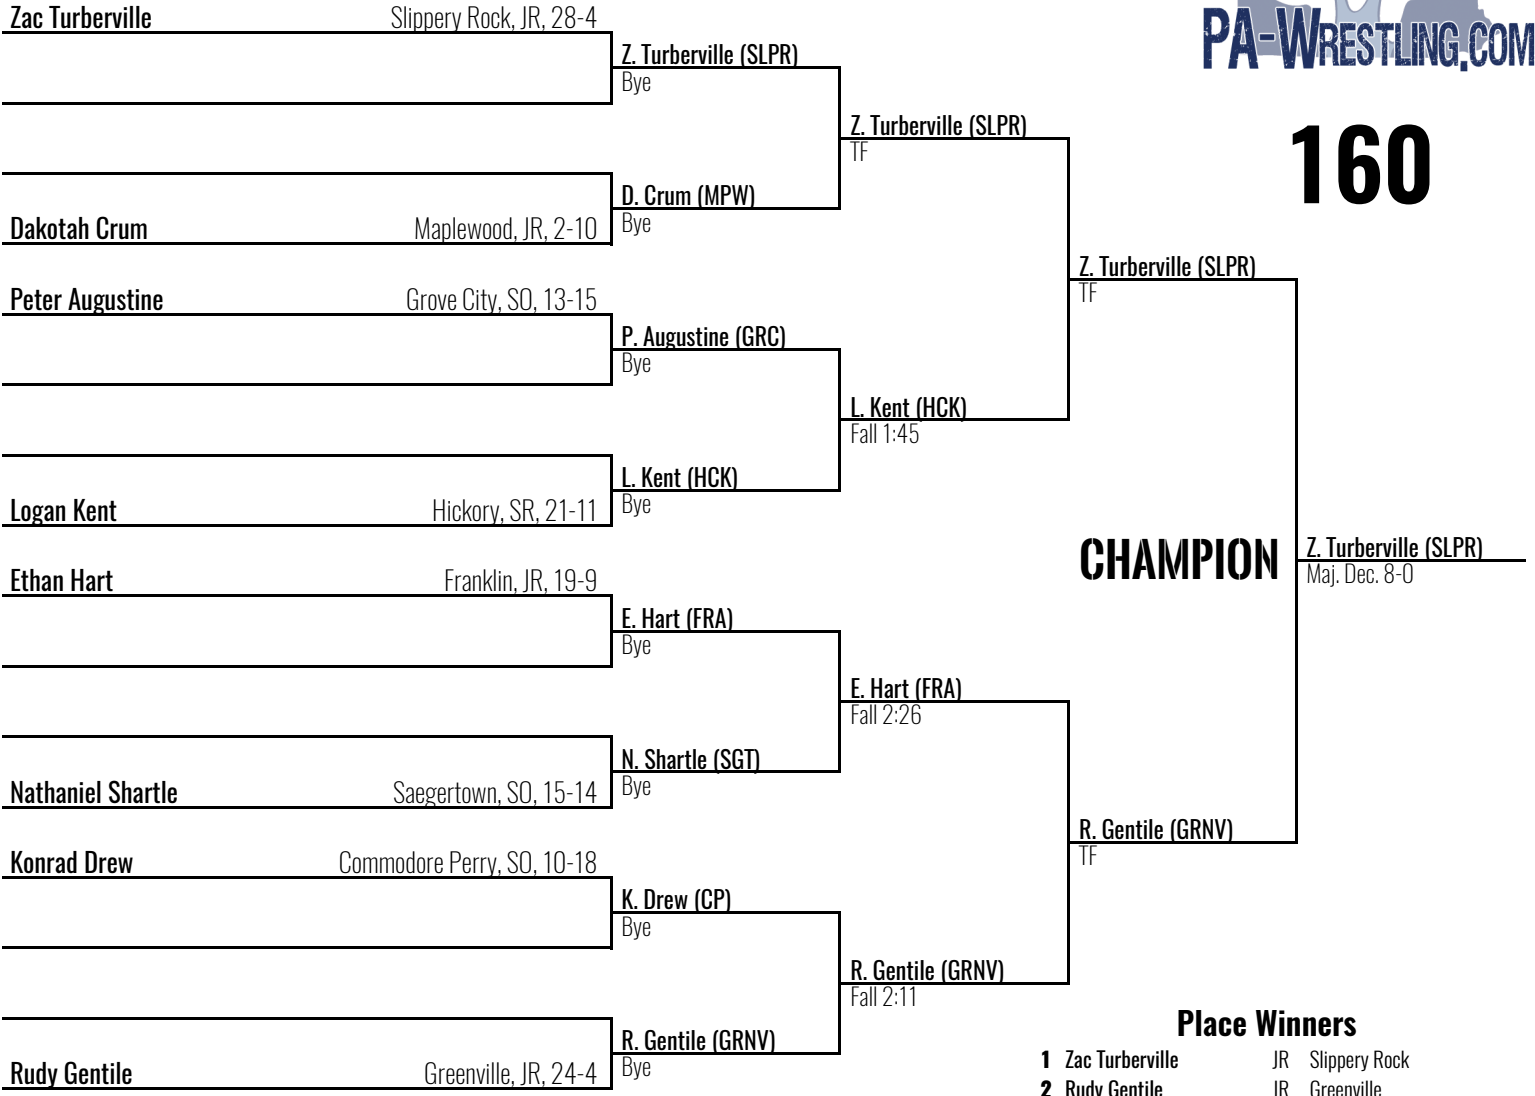 Zac Turberville Slippery Rock, JR, 28-4
PA-WRESTLING.COM
Z. Turberville (SLPR)
Bye
Z. Turberville (SLPR)
TF
160
D. Crum (MPW)
Bye
Dakotah Crum Maplewood, JR, 2-10
Z. Turberville (SLPR)
TF
Peter Augustine Grove City, SO, 13-15
P. Augustine (GRC)
Bye
L. Kent (HCK)
Fall 1:45
L. Kent (HCK)
Bye
Logan Kent Hickory, SR, 21-11
CHAMPION
Z. Turberville (SLPR)
Maj. Dec. 8-0
Ethan Hart Franklin, JR, 19-9
E. Hart (FRA)
Bye
E. Hart (FRA)
Fall 2:26
N. Shartle (SGT)
Bye
Nathaniel Shartle Saegertown, SO, 15-14
R. Gentile (GRNV)
TF
Konrad Drew Commodore Perry, SO, 10-18
K. Drew (CP)
Bye
R. Gentile (GRNV)
Fall 2:11
R. Gentile (GRNV)
Bye
Rudy Gentile Greenville, JR, 24-4
Place Winners
1 Zac Turberville JR Slippery Rock
2 Rudy Gentile JR Greenville